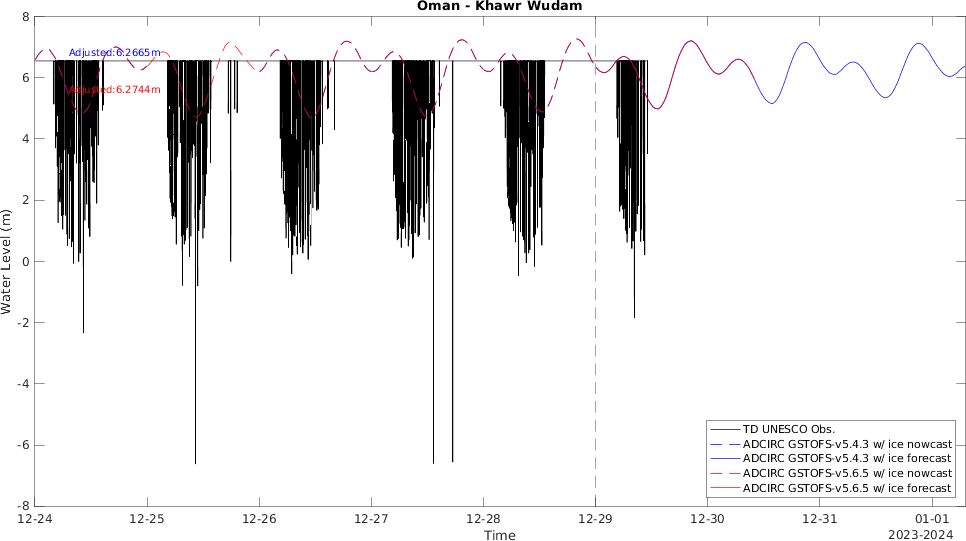 Oman - Khawr Wudam
8
6
4
2
0
-2
-4
-6
-8
Water Level (m)
Adjusted:6.2665m
Adjusted:6.2744m
TD UNESCO Obs.
ADCIRC GSTOFS-v5.4.3 w/ ice nowcast
ADCIRC GSTOFS-v5.4.3 w/ ice forecast
ADCIRC GSTOFS-v5.6.5 w/ ice nowcast
ADCIRC GSTOFS-v5.6.5 w/ ice forecast
12-24 12-25 12-26 12-27 12-28 12-29 12-30 12-31 01-01
Time
2023-2024